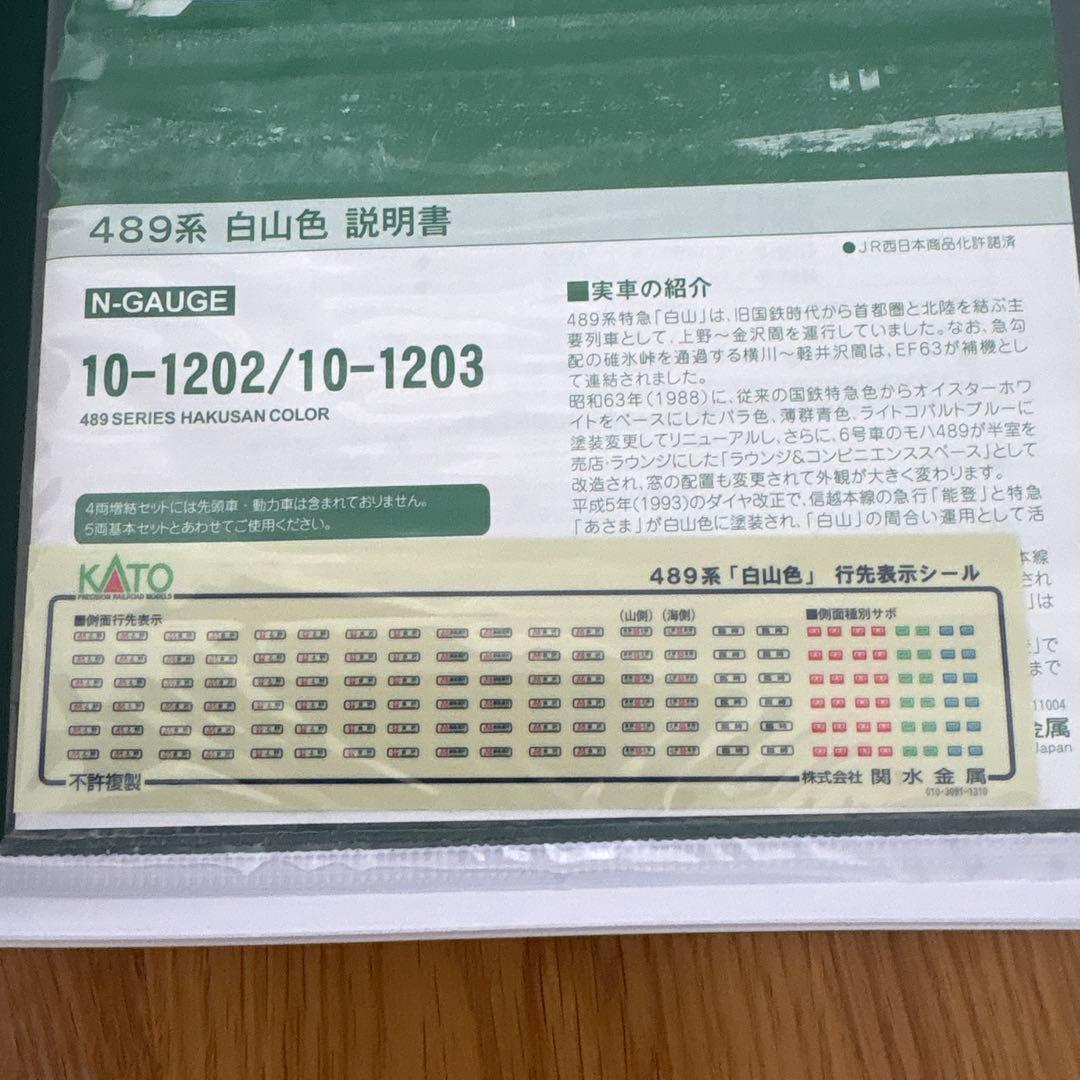 489系 白山色 説明書
●JR西日本商品化許諾済
N-GAUGE
10-1202/10-1203
489 SERIES HAKUSAN COLOR
4両増結セットには先頭車・動力車は含まれておりません。
5両基本セットとあわせてご使用ください。
■実車の紹介
489系特急「白山」は、旧国鉄時代から首都圏と北陸を結ぶ主
要列車として、上野～金沢間を運行していました。なお、急勾
配の碓氷峠を通過する横川～軽井沢間は、EF63が補機とし
て連結されました。
昭和63年(1988)に、従来の国鉄特急色からオイスターホワ
イトをベースにしたバラ色、薄群青色、ライトコバルトブルーに
塗装変更してリニューアルし、さらに、6号車のモハ489が半室を
売店・ラウンジにした「ラウンジ&コンビニエンススペース」として
改造され、窓の配置も変更されて外観が大きく変わります。
平成5年(1993)のダイヤ改正で、信越本線の急行「能登」と特急
「あさま」が白山色に塗装され、「白山」の間合い運用として活
本線
され
」は
」で
まで
11004
金属
Japan
KATO
PRECISION RAILROAD MODELS
489系「白山色」 行先表示シール
■側面行先表示
(山側)(海側)
■側面種別サボ
不許複製
株式会社 関水金属
010-3091-1310